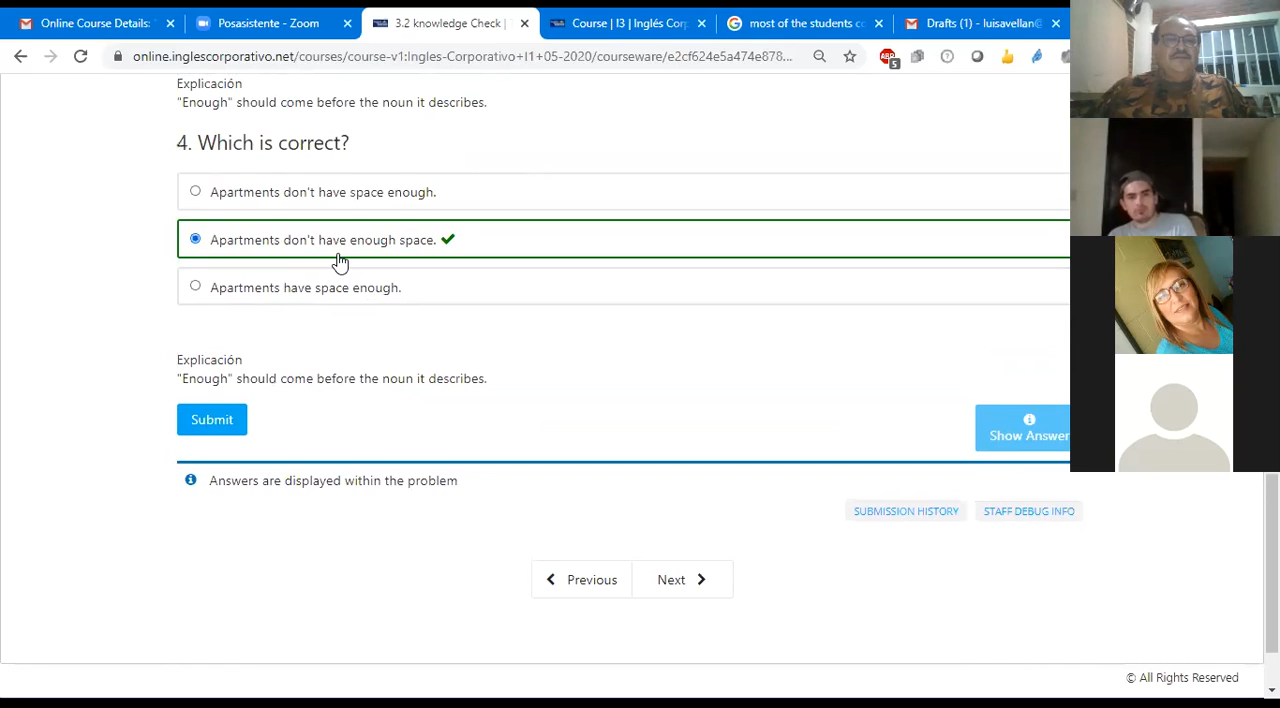 Online Course Details:
Posasistente - Zoom
3.2 knowledge Check |
Course | I3 | Inglés Corp
most of the students co
Drafts (1) - luisavellan@
online.inglescorporativo.net/courses/course-v1:Ingles-Corporativo+I1+05-2020/courseware/e2cf624e5a474e878...
ABP
5
Explicación
"Enough" should come before the noun it describes.
4. Which is correct?
Apartments don't have space enough.
Apartments don't have enough space.
Apartments have space enough.
Explicación
"Enough" should come before the noun it describes.
Submit
Show Answer
Answers are displayed within the problem
SUBMISSION HISTORY
STAFF DEBUG INFO
Previous
Next
© All Rights Reserved